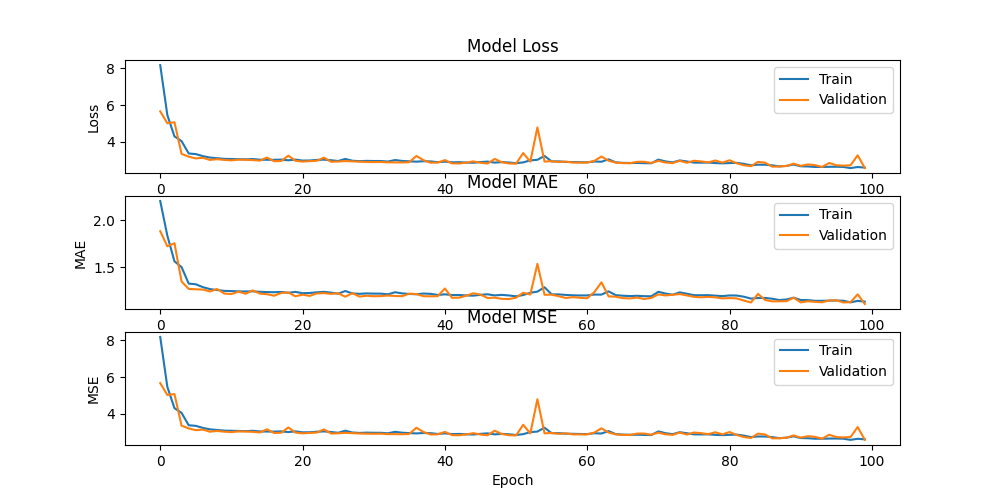 Model Loss
8
6
4
Loss
Train
Validation
0 20 40 60 80 100
Model MAE
2.0
1.5
MAE
Train
Validation
0 20 40 60 80 100
Model MSE
8
6
4
MSE
Train
Validation
0 20 40 60 80 100
Epoch